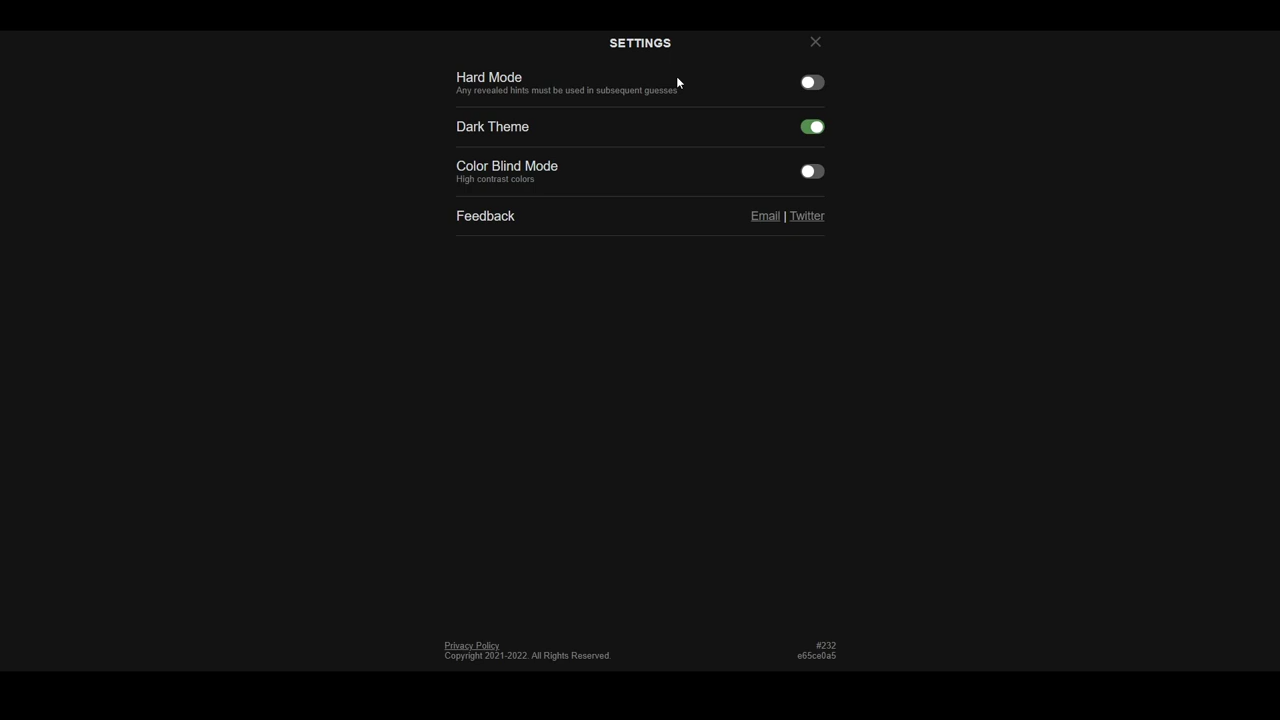 SETTINGS
Hard Mode
Any revealed hints must be used in subsequent guesses
Dark Theme
Color Blind Mode
High contrast colors
Feedback
Email | Twitter
Privacy Policy
Copyright 2021-2022. All Rights Reserved.
#232
e65ce0a5